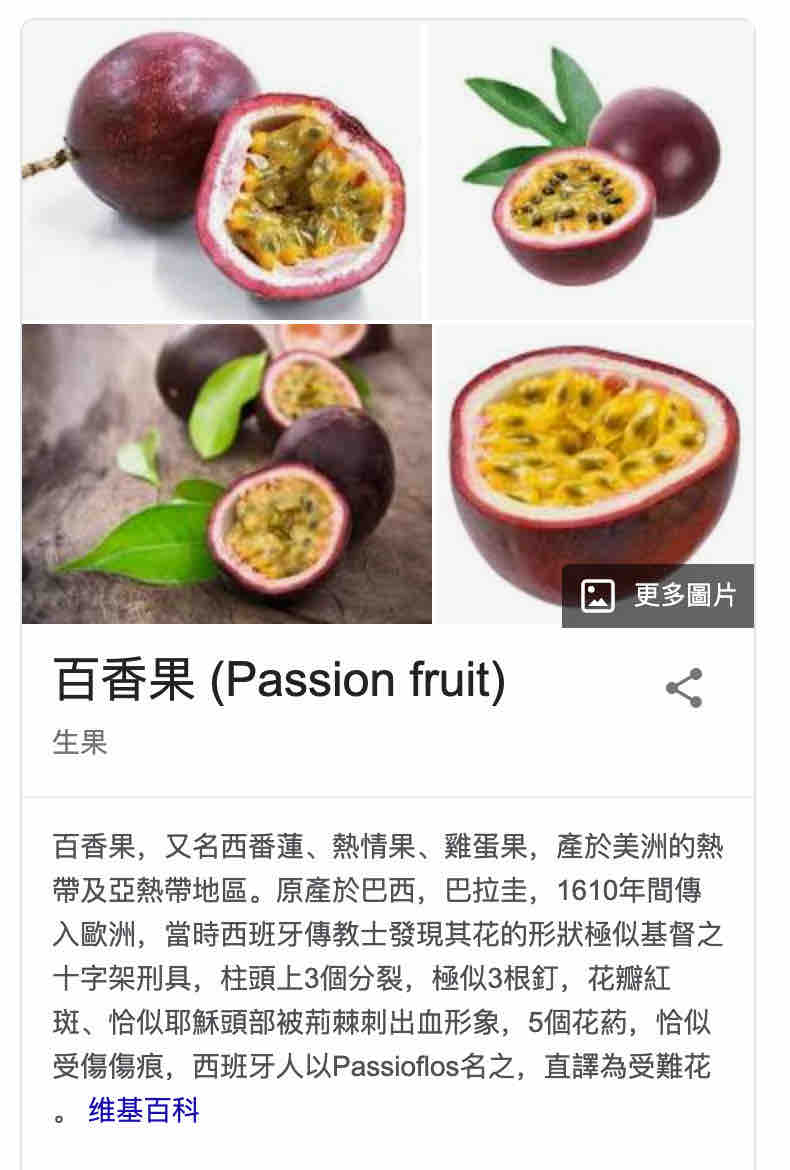 更多圖片
百香果 (Passion fruit)
生果
百香果，又名西番蓮、熱情果、雞蛋果，產於美洲的熱
帶及亞熱帶地區。原產於巴西，巴拉圭，1610年間傳
入歐洲，當時西班牙傳教士發現其花的形狀極似基督之
十字架刑具，柱頭上3個分裂，極似3根釘，花瓣紅
斑、恰似耶穌頭部被荊棘刺出血形象，5個花葯，恰似
受傷傷痕，西班牙人以Passioflos名之，直譯為受難花
。 维基百科